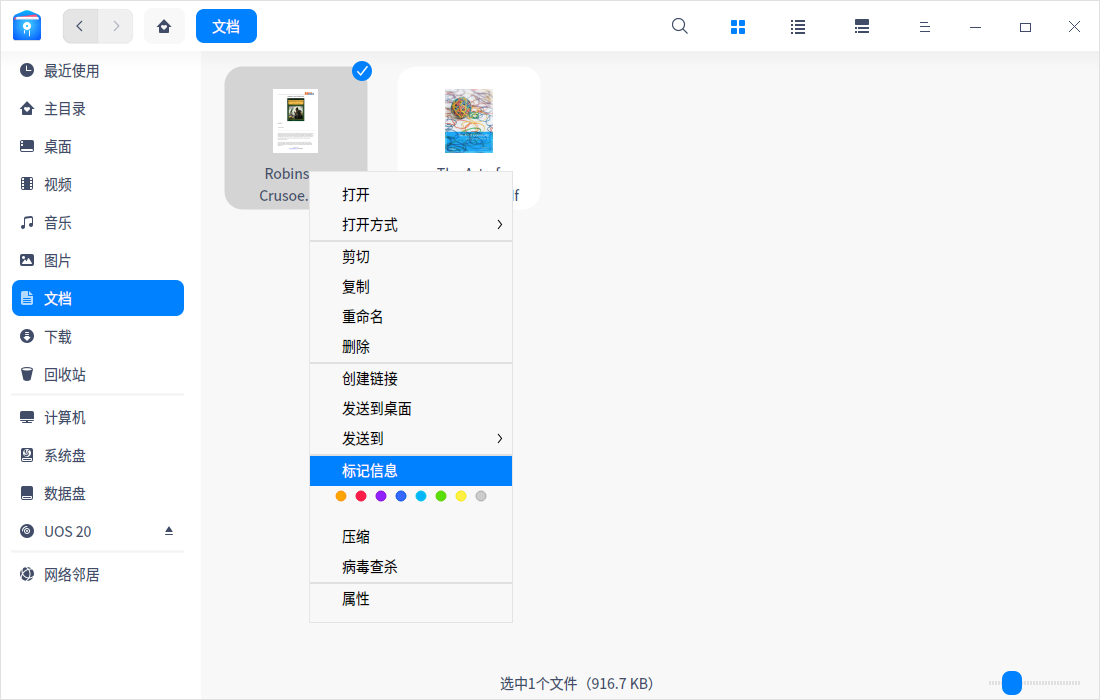 文档
最近使用
主目录
桌面
视频
音乐
图片
文档
下载
回收站
计算机
系统盘
数据盘
UOS 20
网络邻居
Robins
Crusoe.
打开
打开方式
剪切
复制
重命名
删除
创建链接
发送到桌面
发送到
标记信息
压缩
病毒查杀
属性
选中1个文件（916.7 KB）